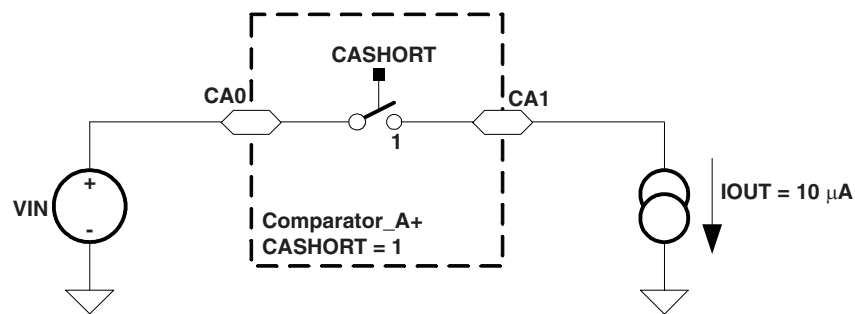 CASHORT
CA0
CA1
1
+
VIN
-
IOUT = 10 μA
Comparator_A+
CASHORT = 1